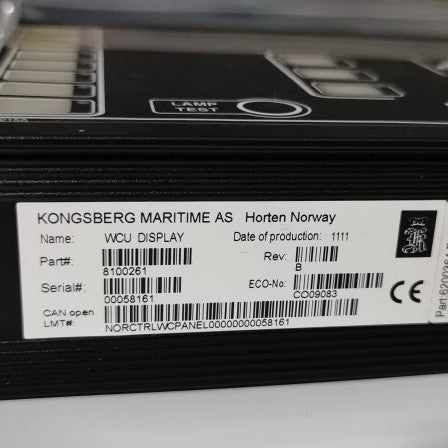 LAMP
TEST
KONGSBERG MARITIME AS Horten Norway
Name: WCU DISPLAY Date of production: 1111
Part#: 8100261 Rev: B
Serial#: 00058161 ECO-No: CO09083
CAN open
LMT#: NORCTRLWCPANEL00000000058161
CE